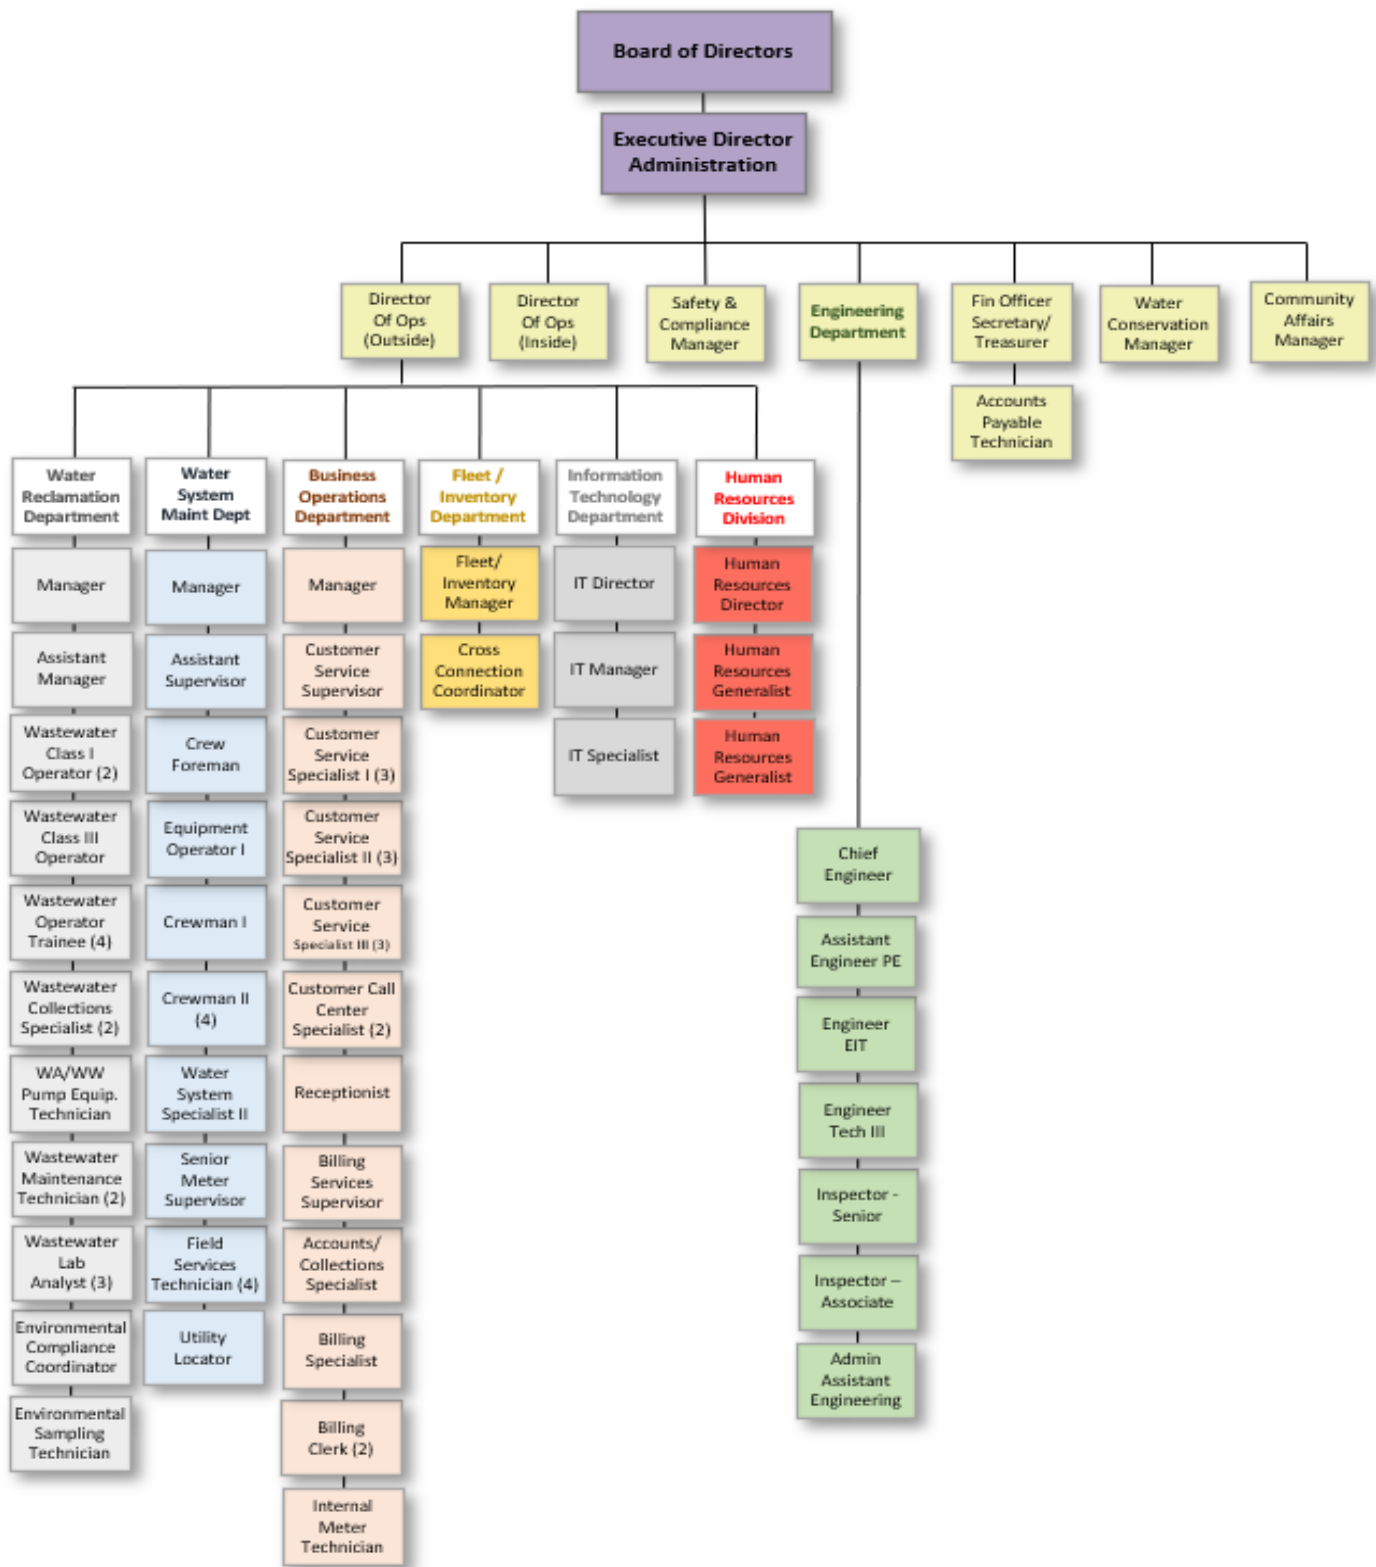 Board of Directors
Executive Director
Administration
Director
Of Ops
(Outside)
Director
Of Ops
(Inside)
Safety &
Compliance
Manager
Engineering
Department
Fin Officer
Secretary/
Treasurer
Water
Conservation
Manager
Community
Affairs
Manager
Accounts
Payable
Technician
Water
Reclamation
Department
Manager
Assistant
Manager
Wastewater
Class I
Operator (2)
Wastewater
Class III
Operator
Wastewater
Operator
Trainee (4)
Wastewater
Collections
Specialist (2)
WA/WW
Pump Equip.
Technician
Wastewater
Maintenance
Technician (2)
Wastewater
Lab
Analyst (3)
Environmental
Compliance
Coordinator
Environmental
Sampling
Technician
Water
System
Maint Dept
Manager
Assistant
Supervisor
Crew
Foreman
Equipment
Operator I
Crewman I
Crewman II
(4)
Water
System
Specialist II
Senior
Meter
Supervisor
Field
Services
Technician (4)
Utility
Locator
Business
Operations
Department
Manager
Customer
Service
Supervisor
Customer
Service
Specialist I (3)
Customer
Service
Specialist II (3)
Customer
Service
Specialist III (3)
Customer Call
Center
Specialist (2)
Receptionist
Billing
Services
Supervisor
Accounts/
Collections
Specialist
Billing
Specialist
Billing
Clerk (2)
Internal
Meter
Technician
Fleet /
Inventory
Department
Fleet/
Inventory
Manager
Cross
Connection
Coordinator
Information
Technology
Department
IT Director
IT Manager
IT Specialist
Human
Resources
Division
Human
Resources
Director
Human
Resources
Generalist
Human
Resources
Generalist
Chief
Engineer
Assistant
Engineer PE
Engineer
EIT
Engineer
Tech III
Inspector -
Senior
Inspector –
Associate
Admin
Assistant
Engineering